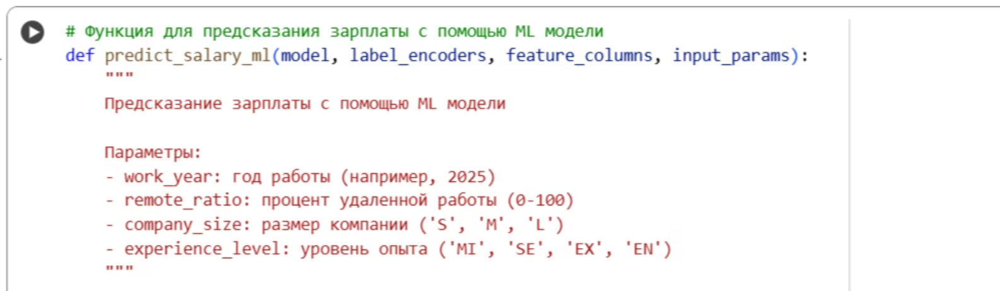 # Функция для предсказания зарплаты с помощью ML модели
def predict_salary_ml(model, label_encoders, feature_columns, input_params):
    """
    Предсказание зарплаты с помощью ML модели

    Параметры:
    - work_year: год работы (например, 2025)
    - remote_ratio: процент удаленной работы (0-100)
    - company_size: размер компании ('S', 'M', 'L')
    - experience_level: уровень опыта ('MI', 'SE', 'EX', 'EN')
    """